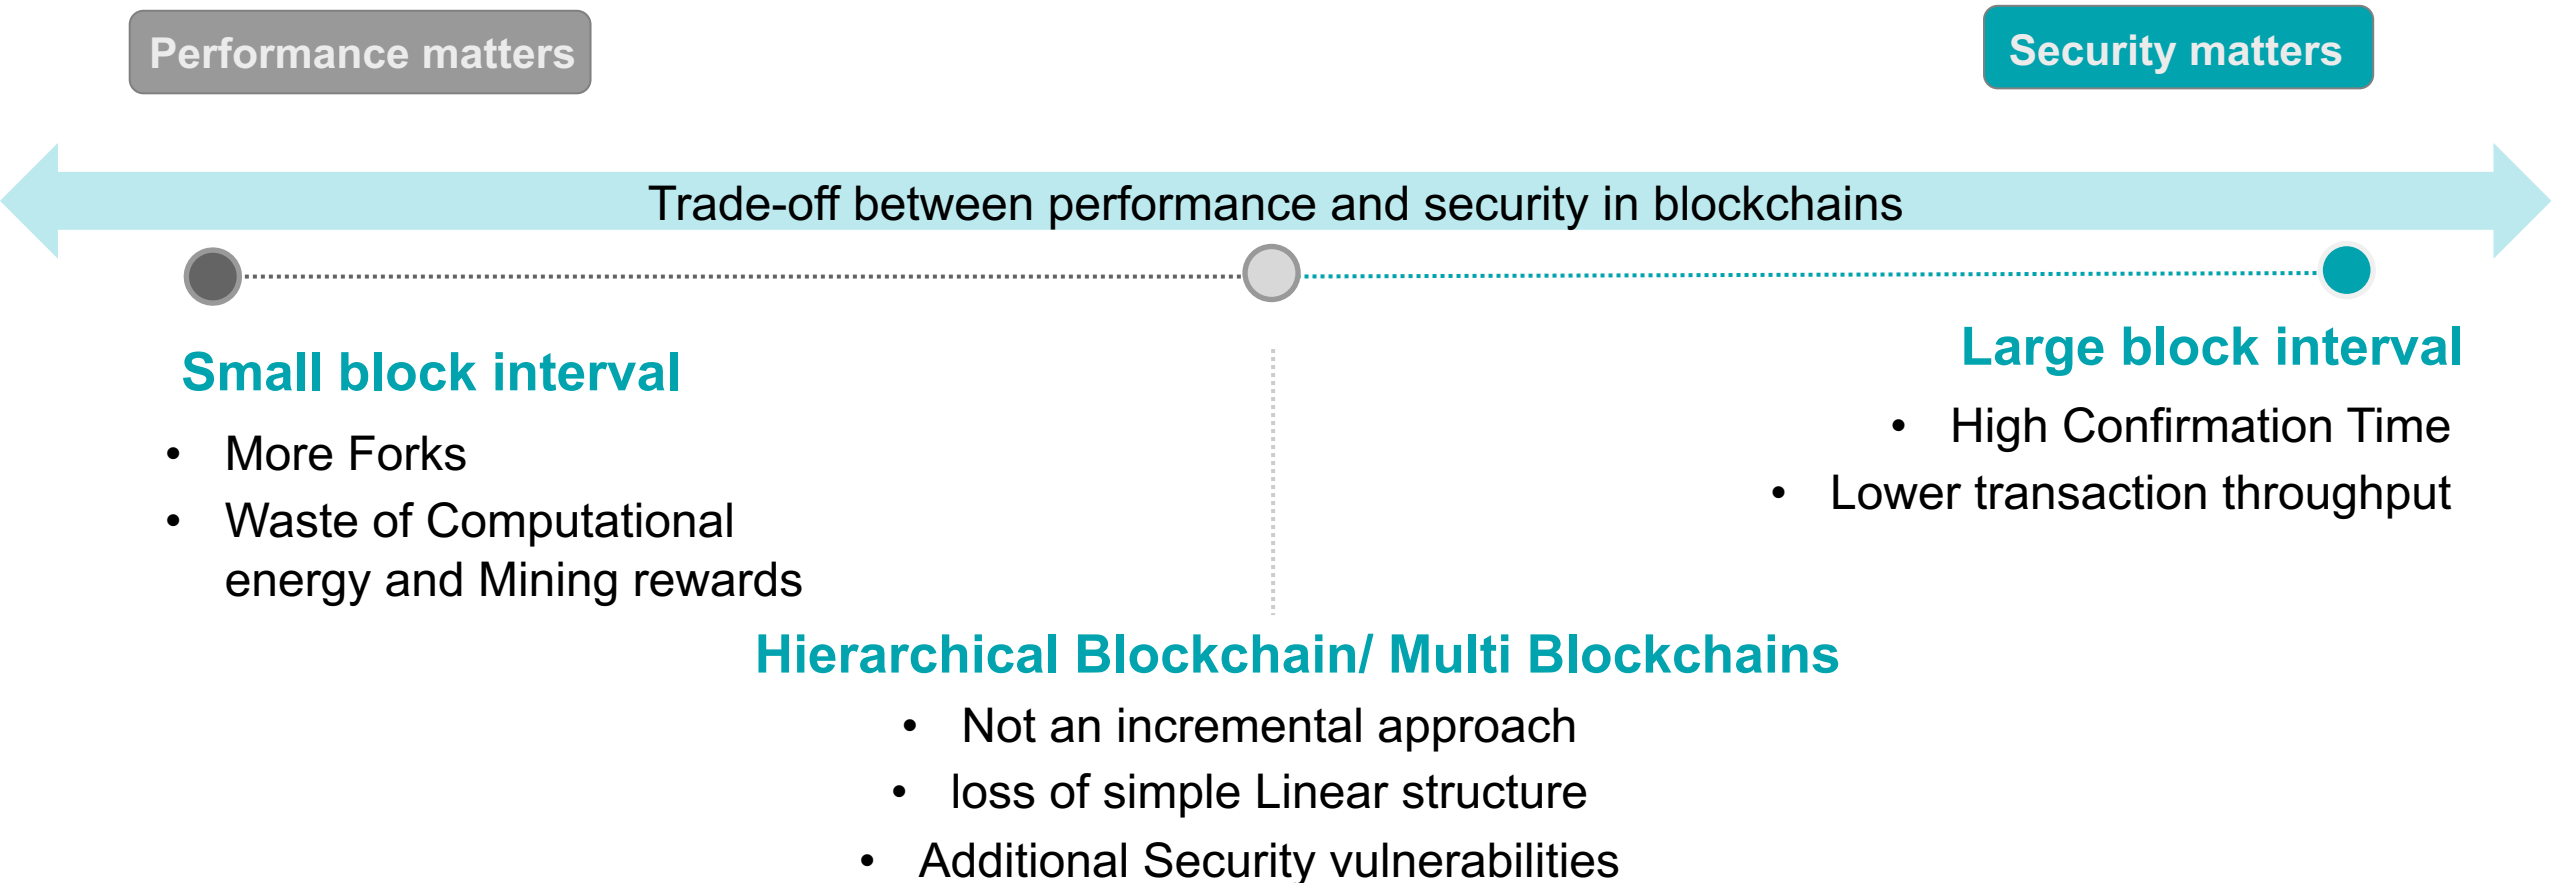 Performance matters
Security matters
Trade-off between performance and security in blockchains
Small block interval
• More Forks
• Waste of Computational
energy and Mining rewards
Large block interval
• High Confirmation Time
• Lower transaction throughput
Hierarchical Blockchain/ Multi Blockchains
• Not an incremental approach
• loss of simple Linear structure
• Additional Security vulnerabilities